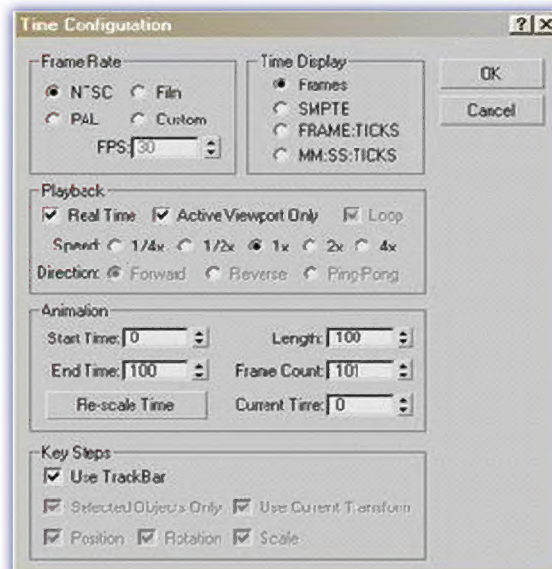 Time Configuration
Frame Rate
NTSC Film
PAL Custom
FPS: 30
Time Display
Frames
SMPTE
FRAME:TICKS
MM:SS:TICKS
OK
Cancel
Playback
Real Time Active Viewport Only Loop
Speed: 1/4x 1/2x 1x 2x 4x
Direction: Forward Reverse Ping-Pong
Animation
Start Time: 0 Length: 100
End Time: 100 Frame Count: 101
Re-scale Time Current Time: 0
Key Steps
Use TrackBar
Selected Objects Only Use Current Transform
Position Rotation Scale